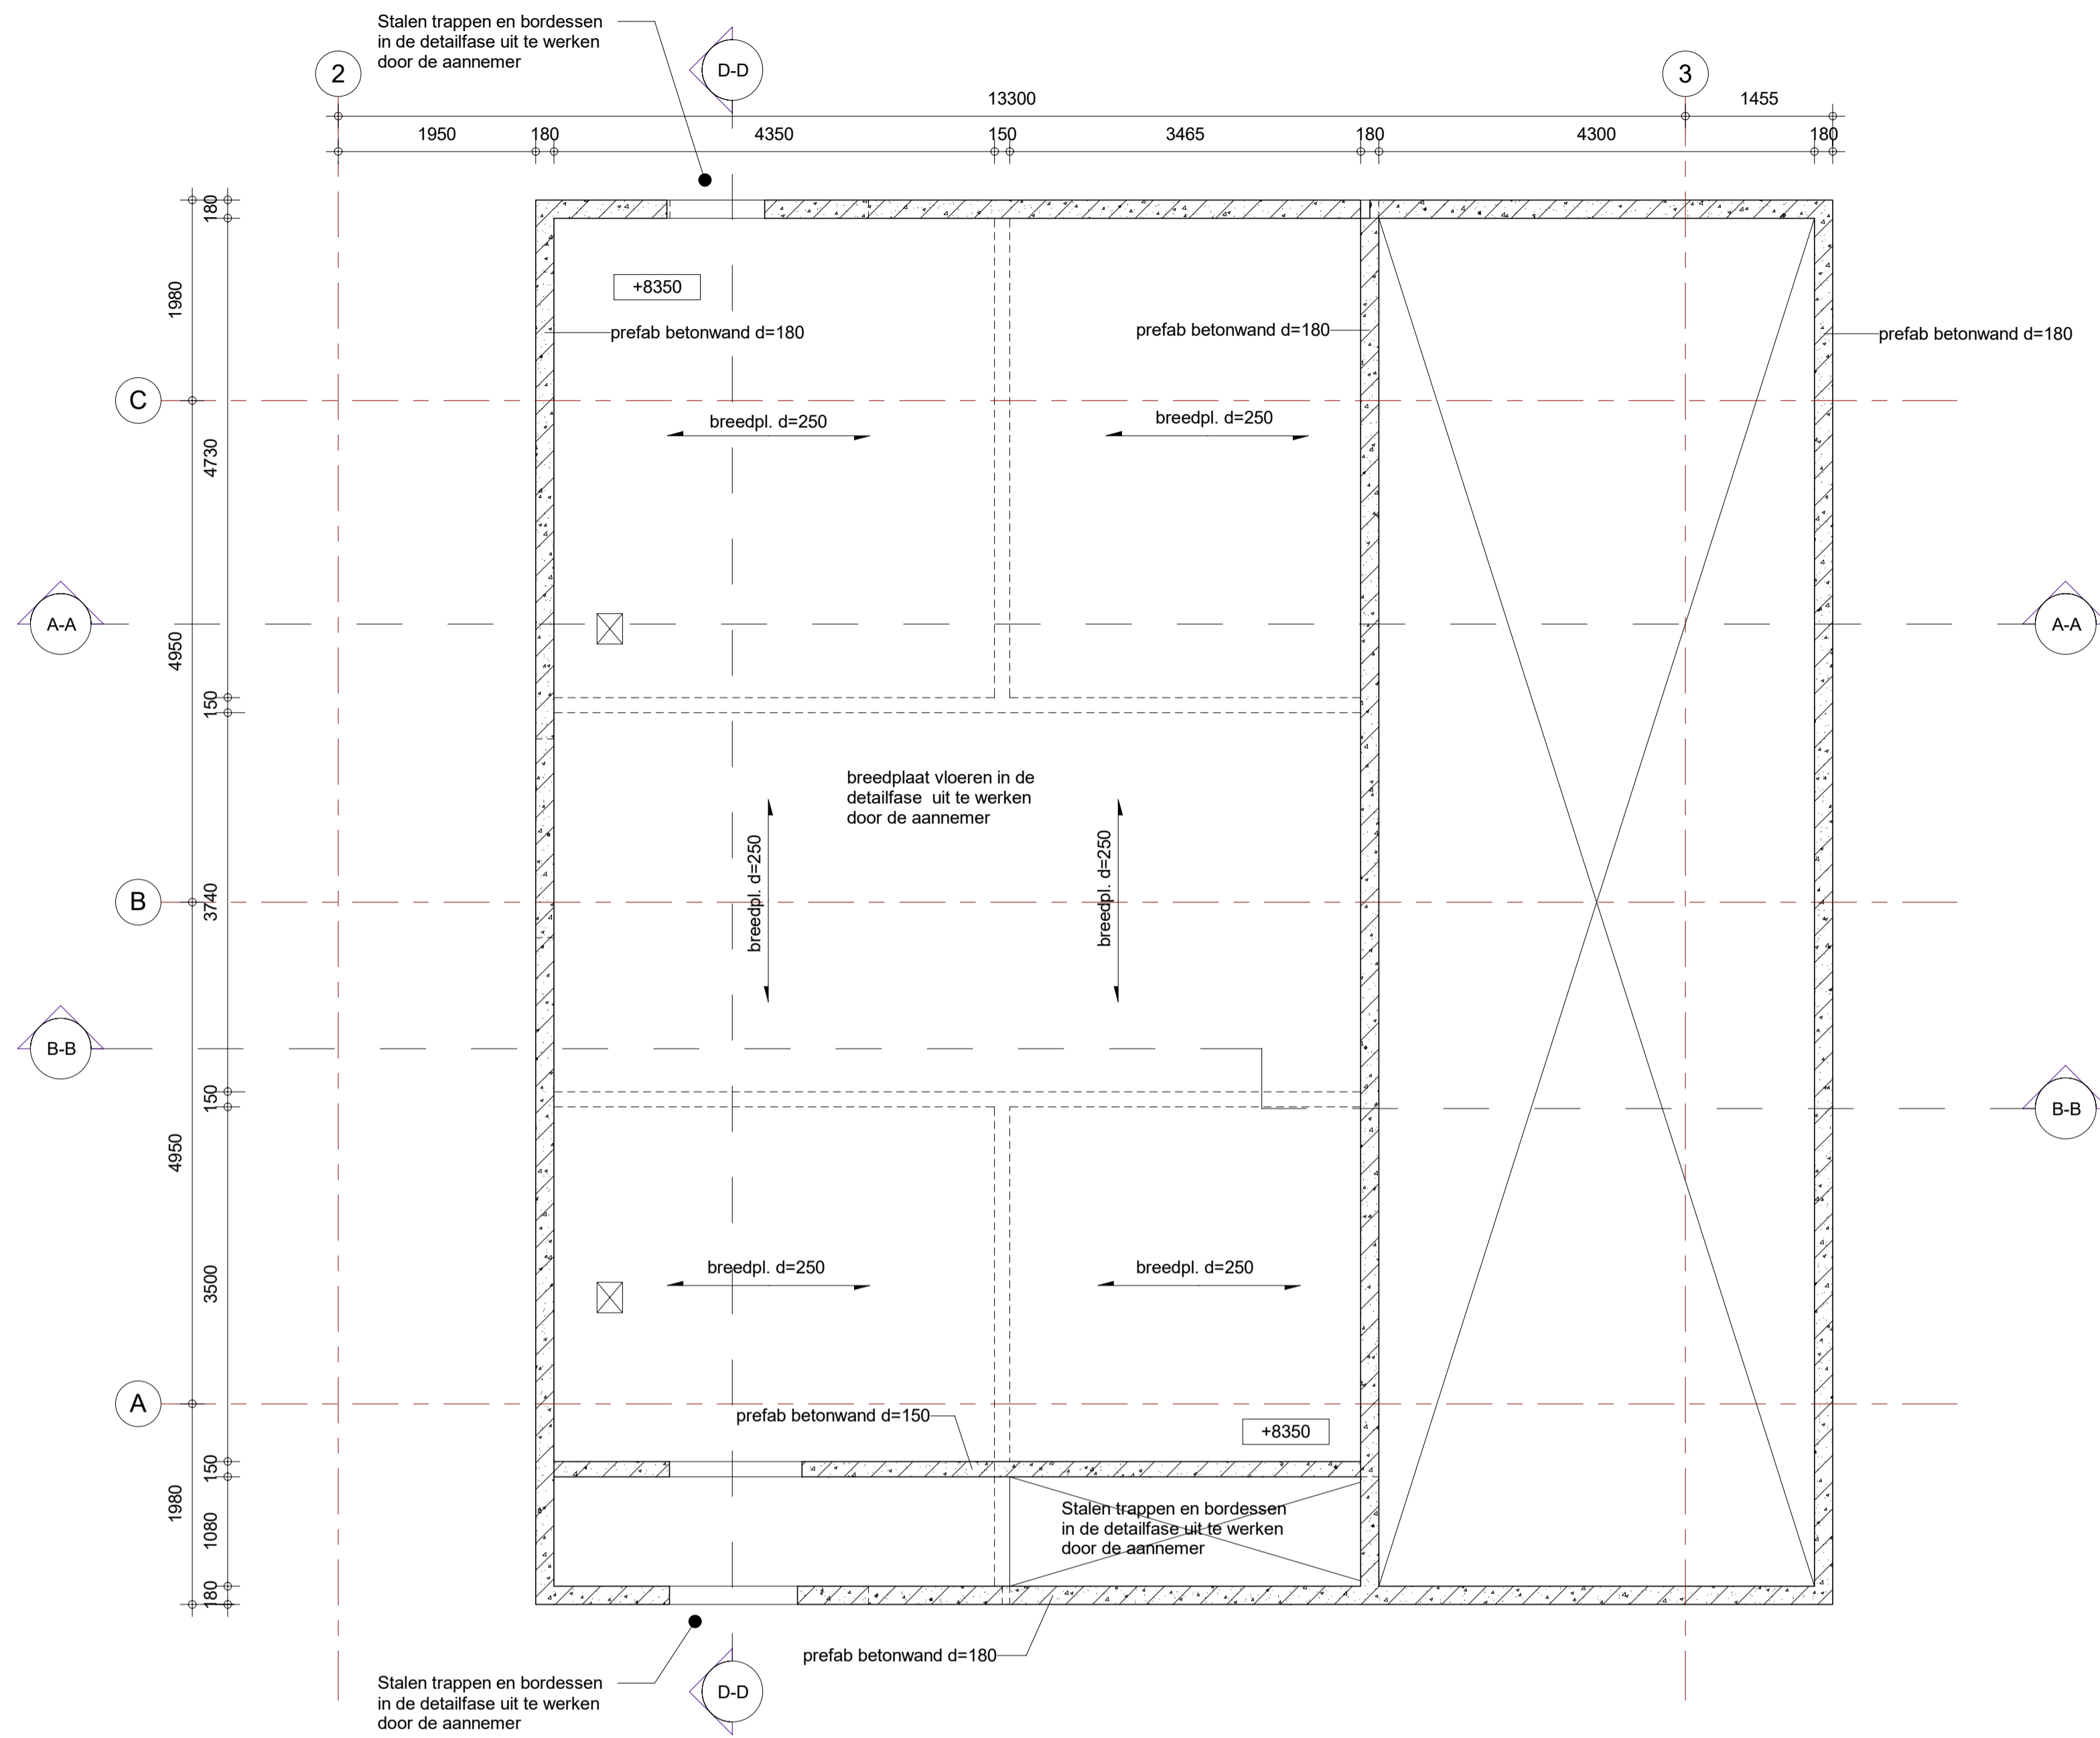 Stalen trappen en bordessen
in de detailfase uit te werken
door de aannemer
D-D
2
3
13300
1455
1950
180
4350
150
3465
180
4300
180
180
1980
+8350
prefab betonwand d=180
prefab betonwand d=180
prefab betonwand d=180
C
breedpl. d=250
breedpl. d=250
4730
A-A
A-A
4950
150
breedplaat vloeren in de
detailfase uit te werken
door de aannemer
breedpl. d=250
breedpl. d=250
B
3740
B-B
B-B
150
4950
breedpl. d=250
breedpl. d=250
3500
A
prefab betonwand d=150
+8350
150
1980
1080
Stalen trappen en bordessen
in de detailfase uit te werken
door de aannemer
180
prefab betonwand d=180
Stalen trappen en bordessen
in de detailfase uit te werken
door de aannemer
D-D